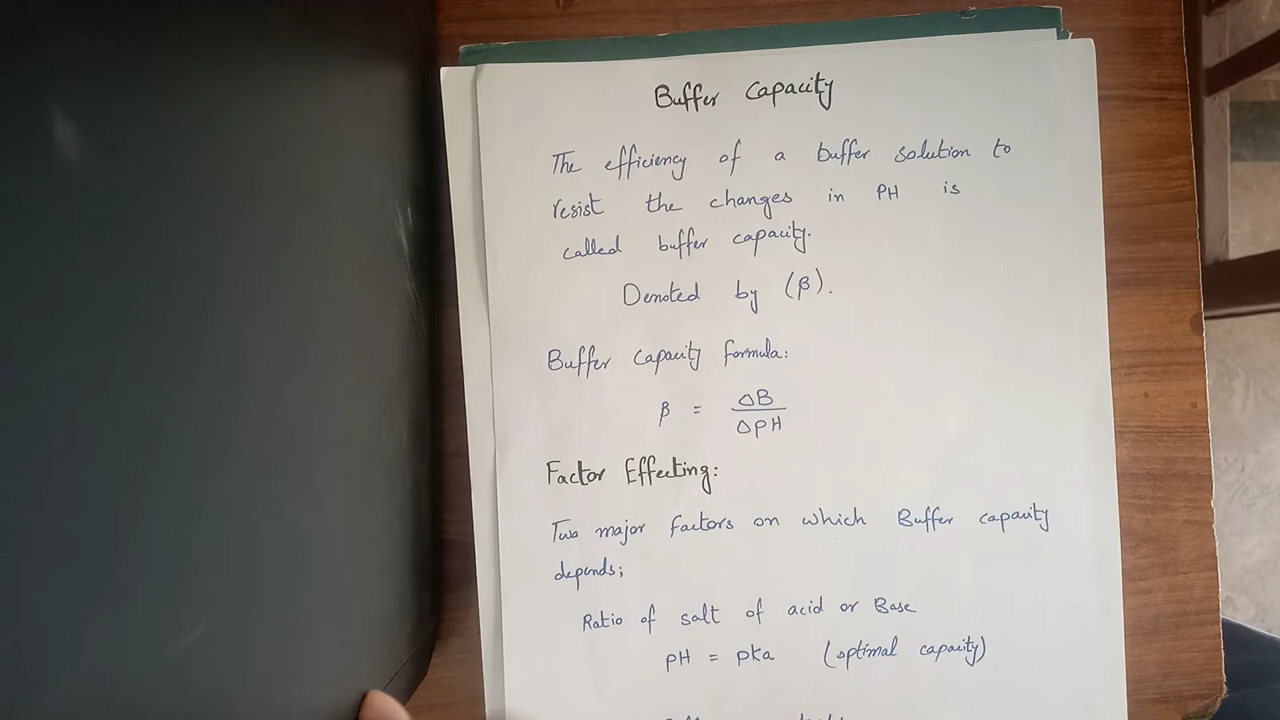 Buffer Capacity
The efficiency of a buffer solution to
resist the changes in PH is
called buffer capacity.
Denoted by (β).
Buffer Capacity formula:
β = ΔB / ΔPH
Factor Effecting:
Two major factors on which Buffer capacity
depends;
Ratio of salt of acid or Base
pH = pka (optimal capacity)